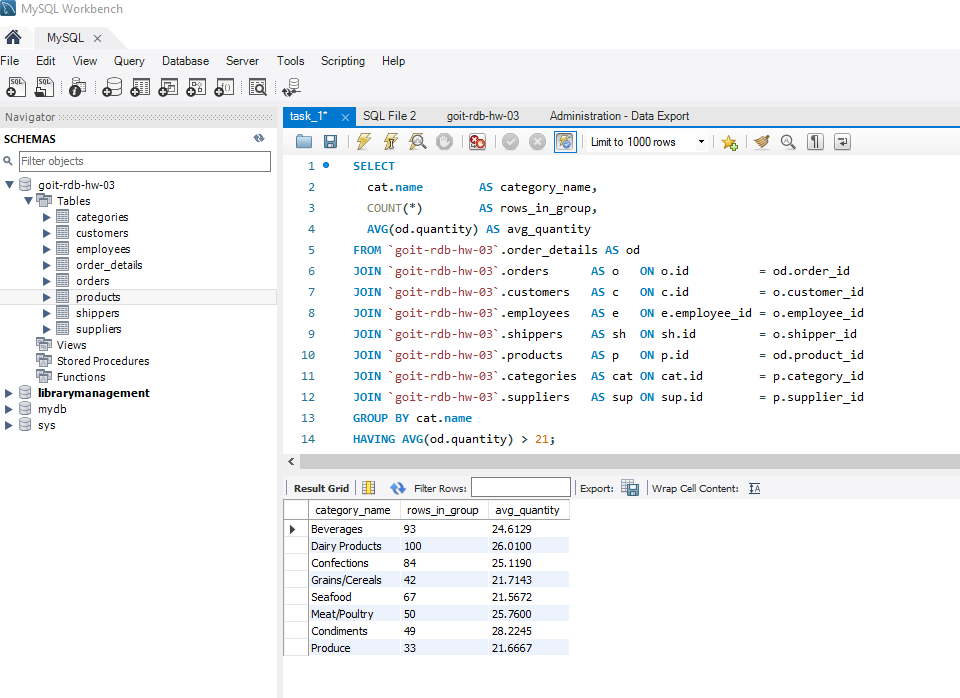 MySQL Workbench
MySQL
File Edit View Query Database Server Tools Scripting Help
Navigator
SCHEMAS
Filter objects
goit-rdb-hw-03
Tables
categories
customers
employees
order_details
orders
products
shippers
suppliers
Views
Stored Procedures
Functions
librarymanagement
mydb
sys
task_1* SQL File 2 goit-rdb-hw-03 Administration - Data Export
Limit to 1000 rows
1 SELECT
2 cat.name AS category_name,
3 COUNT(*) AS rows_in_group,
4 AVG(od.quantity) AS avg_quantity
5 FROM `goit-rdb-hw-03`.order_details AS od
6 JOIN `goit-rdb-hw-03`.orders AS o ON o.id = od.order_id
7 JOIN `goit-rdb-hw-03`.customers AS c ON c.id = o.customer_id
8 JOIN `goit-rdb-hw-03`.employees AS e ON e.employee_id = o.employee_id
9 JOIN `goit-rdb-hw-03`.shippers AS sh ON sh.id = o.shipper_id
10 JOIN `goit-rdb-hw-03`.products AS p ON p.id = od.product_id
11 JOIN `goit-rdb-hw-03`.categories AS cat ON cat.id = p.category_id
12 JOIN `goit-rdb-hw-03`.suppliers AS sup ON sup.id = p.supplier_id
13 GROUP BY cat.name
14 HAVING AVG(od.quantity) > 21;
Result Grid Filter Rows: Export: Wrap Cell Content:
category_name rows_in_group avg_quantity
Beverages 93 24.6129
Dairy Products 100 26.0100
Confections 84 25.1190
Grains/Cereals 42 21.7143
Seafood 67 21.5672
Meat/Poultry 50 25.7600
Condiments 49 28.2245
Produce 33 21.6667